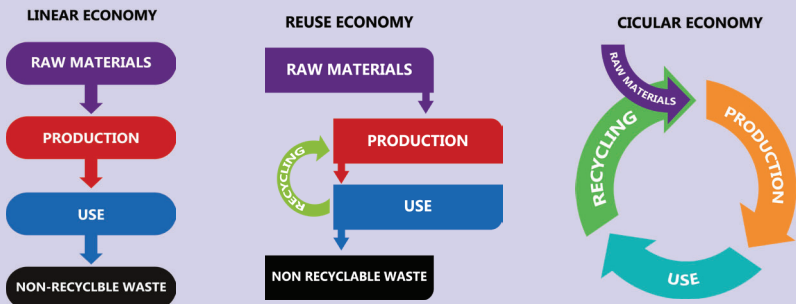 LINEAR ECONOMY
RAW MATERIALS
PRODUCTION
USE
NON-RECYCLBLE WASTE
REUSE ECONOMY
RAW MATERIALS
PRODUCTION
RECYCLING
USE
NON RECYCLABLE WASTE
CICULAR ECONOMY
RAW MATERIALS
PRODUCTION
RECYCLING
USE